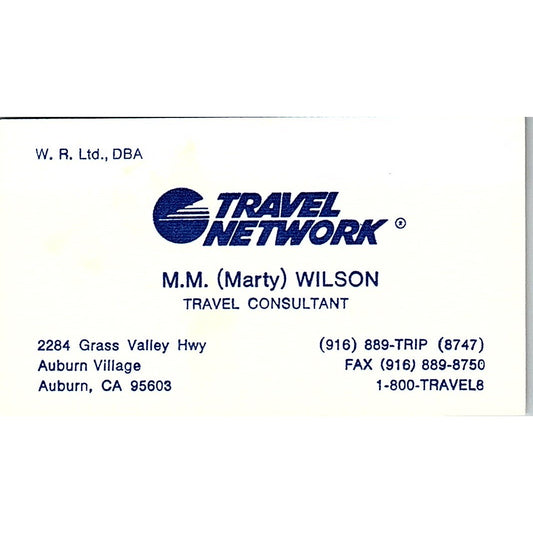 W. R. Ltd., DBA
TRAVEL
NETWORK ®
M.M. (Marty) WILSON
TRAVEL CONSULTANT
2284 Grass Valley Hwy
Auburn Village
Auburn, CA 95603
(916) 889-TRIP (8747)
FAX (916) 889-8750
1-800-TRAVEL8